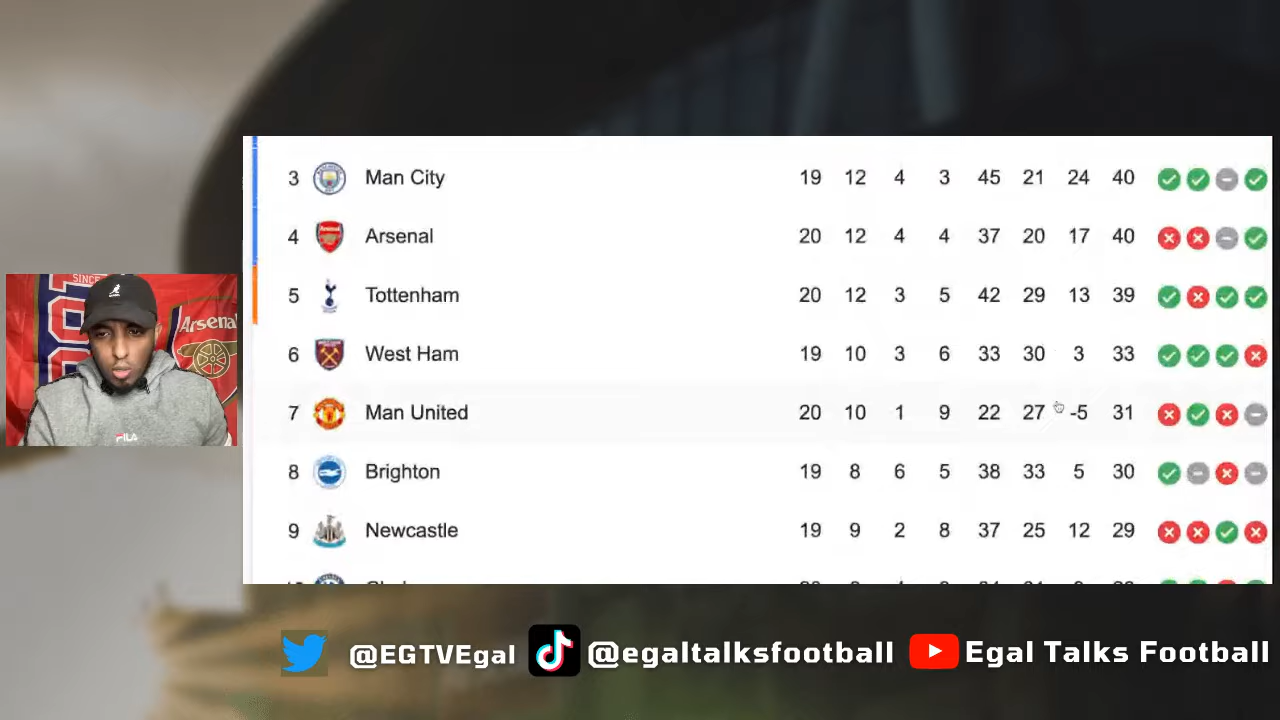 SINCE
Arsenal
FILA
3 Man City 19 12 4 3 45 21 24 40
4 Arsenal 20 12 4 4 37 20 17 40
5 Tottenham 20 12 3 5 42 29 13 39
6 West Ham 19 10 3 6 33 30 3 33
7 Man United 20 10 1 9 22 27 -5 31
8 Brighton 19 8 6 5 38 33 5 30
9 Newcastle 19 9 2 8 37 25 12 29
@EGTVEgal @egaltalksfootball Egal Talks Football